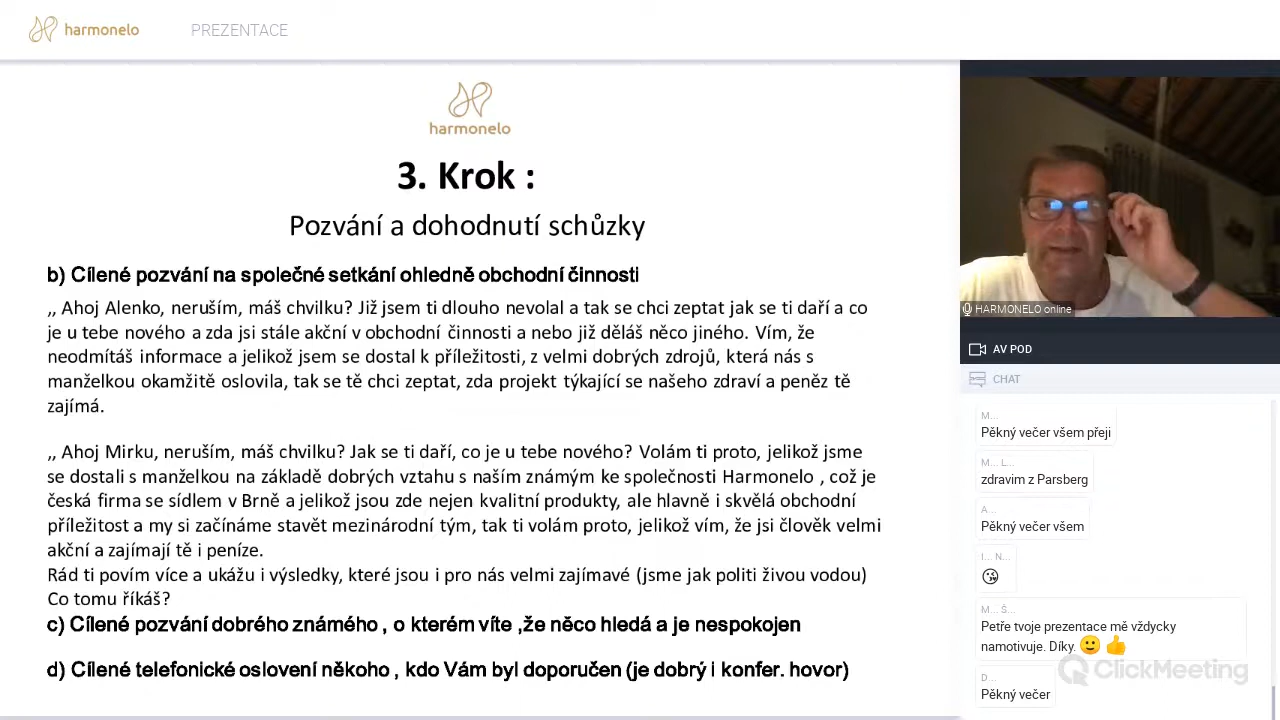 harmonelo
PREZENTACE
harmonelo
3. Krok :
Pozvání a dohodnutí schůzky
b) Cílené pozvání na společné setkání ohledně obchodní činnosti
,, Ahoj Alenko, neruším, máš chvilku? Již jsem ti dlouho nevolal a tak se chci zeptat jak se ti daří a co
je u tebe nového a zda jsi stále akční v obchodní činnosti a nebo již děláš něco jiného. Vím, že
neodmítáš informace a jelikož jsem se dostal k příležitosti, z velmi dobrých zdrojů, která nás s
manželkou okamžitě oslovila, tak se tě chci zeptat, zda projekt týkající se našeho zdraví a peněz tě
zajímá.
,, Ahoj Mirku, neruším, máš chvilku? Jak se ti daří, co je u tebe nového? Volám ti proto, jelikož jsme
se dostali s manželkou na základě dobrých vztahu s naším známým ke společnosti Harmonelo , což je
česká firma se sídlem v Brně a jelikož jsou zde nejen kvalitní produkty, ale hlavně i skvělá obchodní
příležitost a my si začínáme stavět mezinárodní tým, tak ti volám proto, jelikož vím, že jsi člověk velmi
akční a zajímají tě i peníze.
Rád ti povím více a ukážu i výsledky, které jsou i pro nás velmi zajímavé (jsme jak politi živou vodou)
Co tomu říkáš?
c) Cílené pozvání dobrého známého , o kterém víte ,že něco hledá a je nespokojen
d) Cílené telefonické oslovení někoho , kdo Vám byl doporučen (je dobrý i konfer. hovor)
HARMONELO online
AV POD
CHAT
M...
Pěkný večer všem přeji
M... L...
zdravim z Parsberg
A...
Pěkný večer všem
I... N...
M... Š...
Petře tvoje prezentace mě vždycky
namotivuje. Díky.
D...
Pěkný večer
ClickMeeting